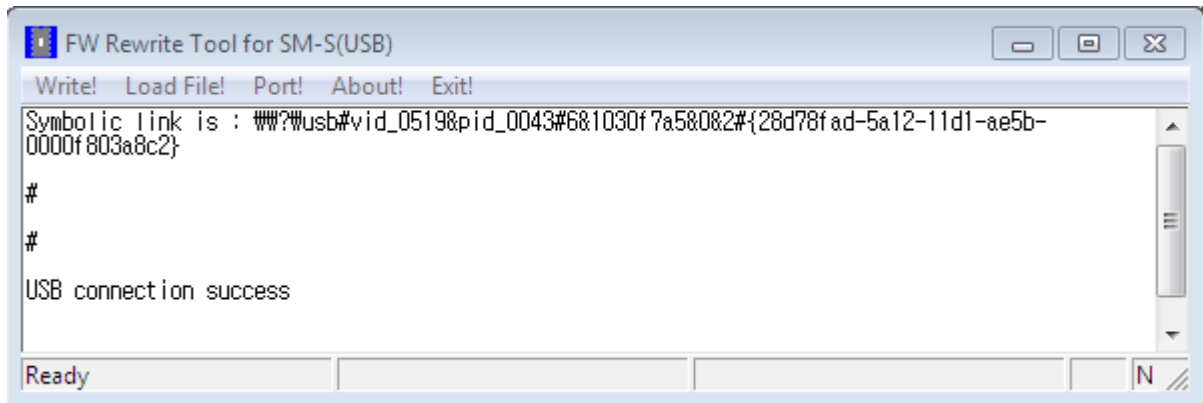 FW Rewrite Tool for SM-S(USB)
Write! Load File! Port! About! Exit!
Symbolic link is : ₩₩?₩usb#vid_0519&pid_0043#6&1030f7a5&0&2#{28d78fad-5a12-11d1-ae5b-
0000f803a8c2}
#
#
USB connection success
Ready N